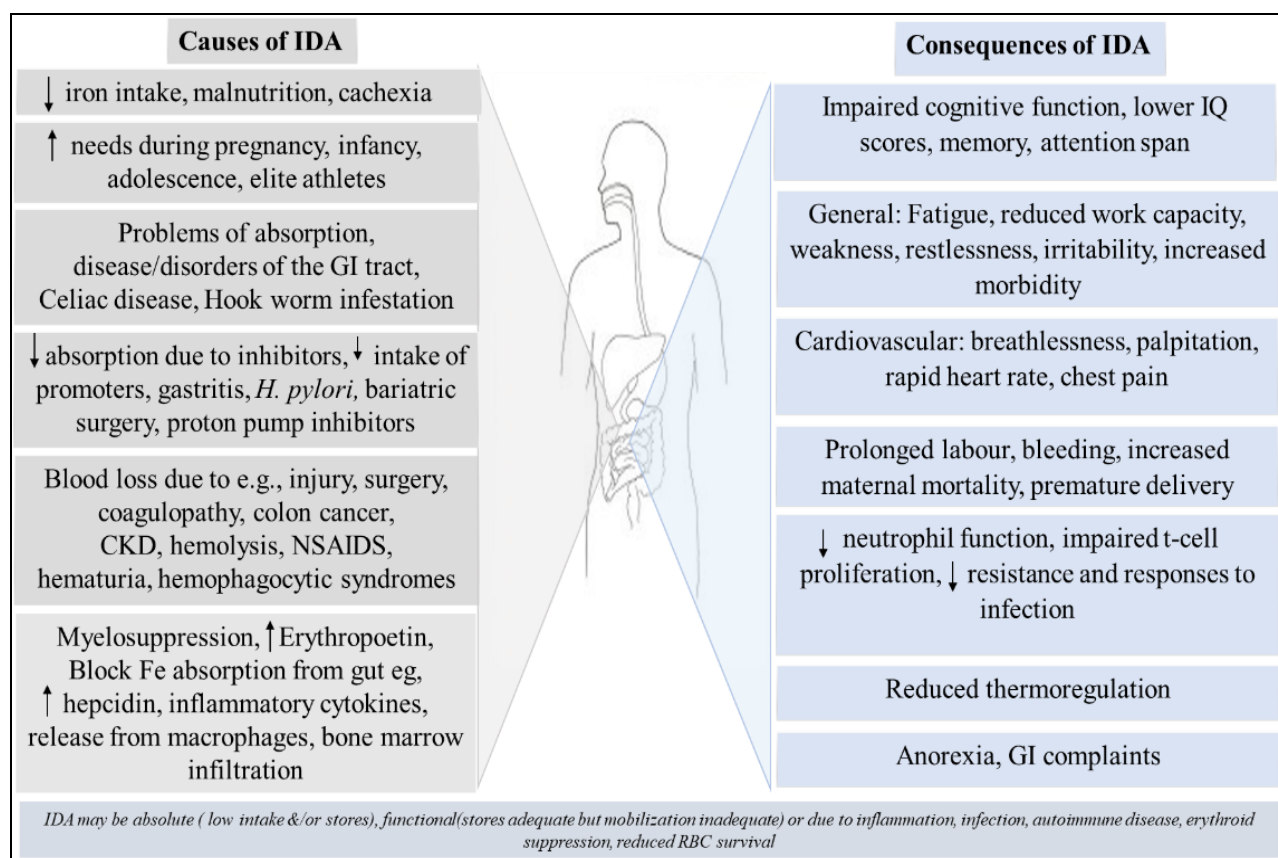 Causes of IDA
↓ iron intake, malnutrition, cachexia
↑ needs during pregnancy, infancy,
adolescence, elite athletes
Problems of absorption,
disease/disorders of the GI tract,
Celiac disease, Hook worm infestation
↓ absorption due to inhibitors, ↓ intake of
promoters, gastritis, H. pylori, bariatric
surgery, proton pump inhibitors
Blood loss due to e.g., injury, surgery,
coagulopathy, colon cancer,
CKD, hemolysis, NSAIDS,
hematuria, hemophagocytic syndromes
Myelosuppression, ↑ Erythropoetin,
Block Fe absorption from gut eg,
↑ hepcidin, inflammatory cytokines,
release from macrophages, bone marrow
infiltration
Consequences of IDA
Impaired cognitive function, lower IQ
scores, memory, attention span
General: Fatigue, reduced work capacity,
weakness, restlessness, irritability, increased
morbidity
Cardiovascular: breathlessness, palpitation,
rapid heart rate, chest pain
Prolonged labour, bleeding, increased
maternal mortality, premature delivery
↓ neutrophil function, impaired t-cell
proliferation, ↓ resistance and responses to
infection
Reduced thermoregulation
Anorexia, GI complaints
IDA may be absolute ( low intake &/or stores), functional(stores adequate but mobilization inadequate) or due to inflammation, infection, autoimmune disease, erythroid
suppression, reduced RBC survival